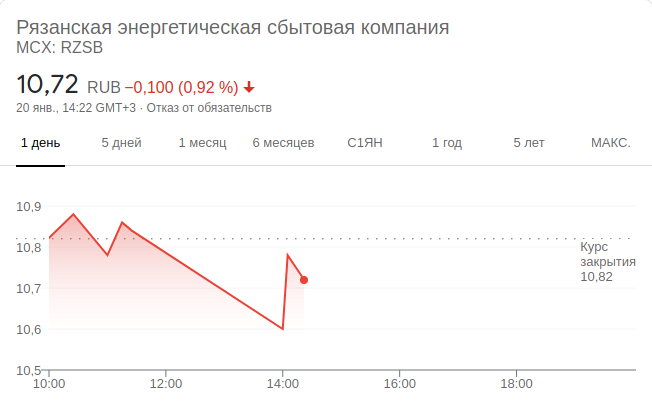 Рязанская энергетическая сбытовая компания
MCX: RZSB
10,72 RUB −0,100 (0,92 %)
20 янв., 14:22 GMT+3 · Отказ от обязательств
1 день 5 дней 1 месяц 6 месяцев С1ЯН 1 год 5 лет МАКС.
10,9
10,8
Курс
закрытия
10,82
10,7
10,6
10,5
10:00 12:00 14:00 16:00 18:00